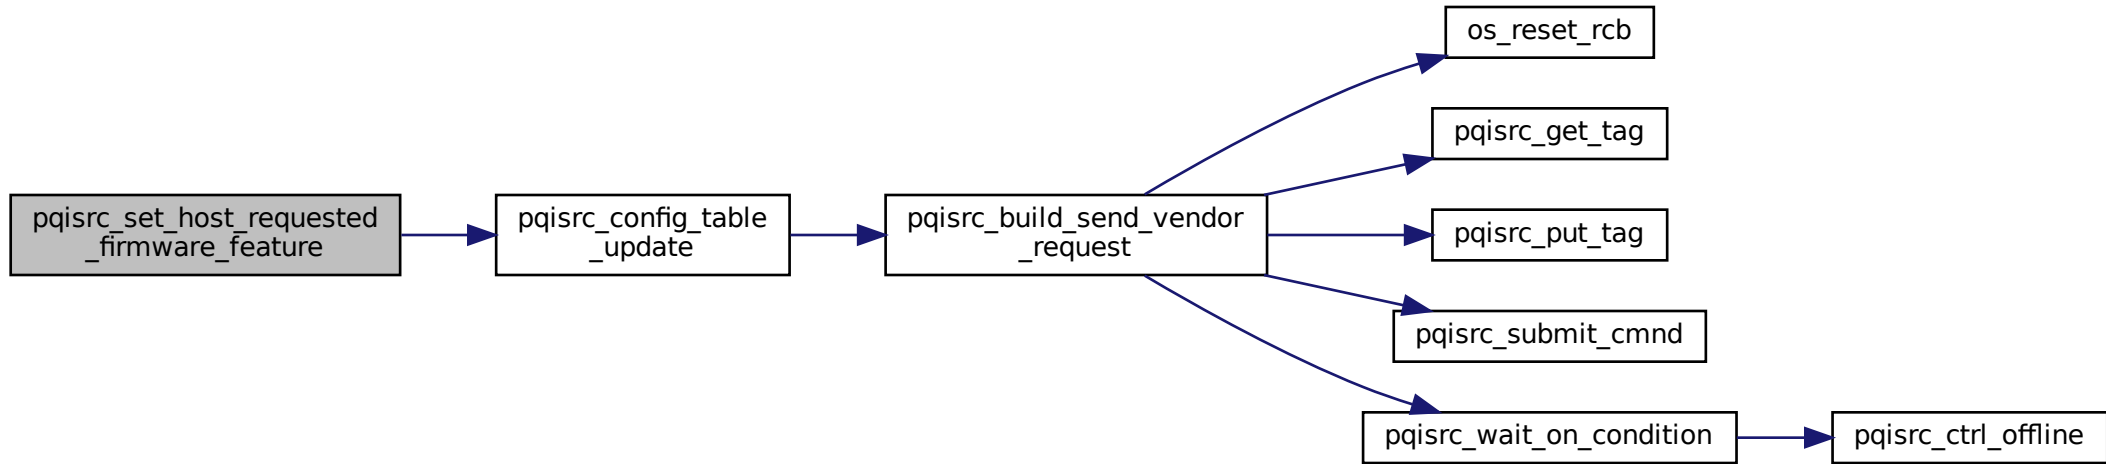 pqisrc_set_host_requested
_firmware_feature
pqisrc_config_table
_update
pqisrc_build_send_vendor
_request
os_reset_rcb
pqisrc_get_tag
pqisrc_put_tag
pqisrc_submit_cmnd
pqisrc_wait_on_condition
pqisrc_ctrl_offline